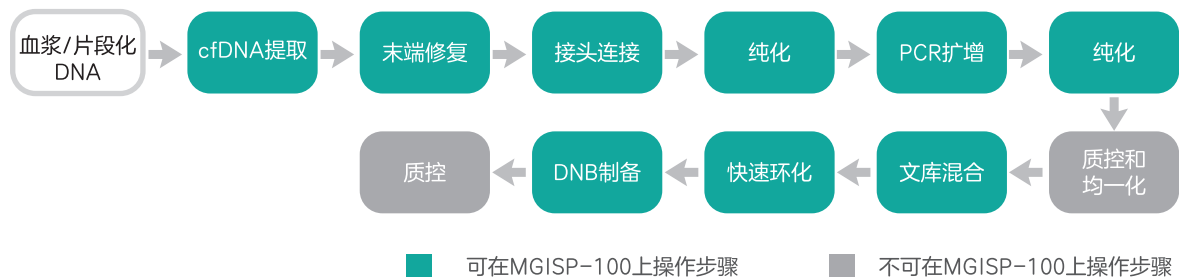 血浆/片段化
DNA
cfDNA提取
末端修复
接头连接
纯化
PCR扩增
纯化
质控和
均一化
文库混合
快速环化
DNB制备
质控
可在MGISP-100上操作步骤
不可在MGISP-100上操作步骤